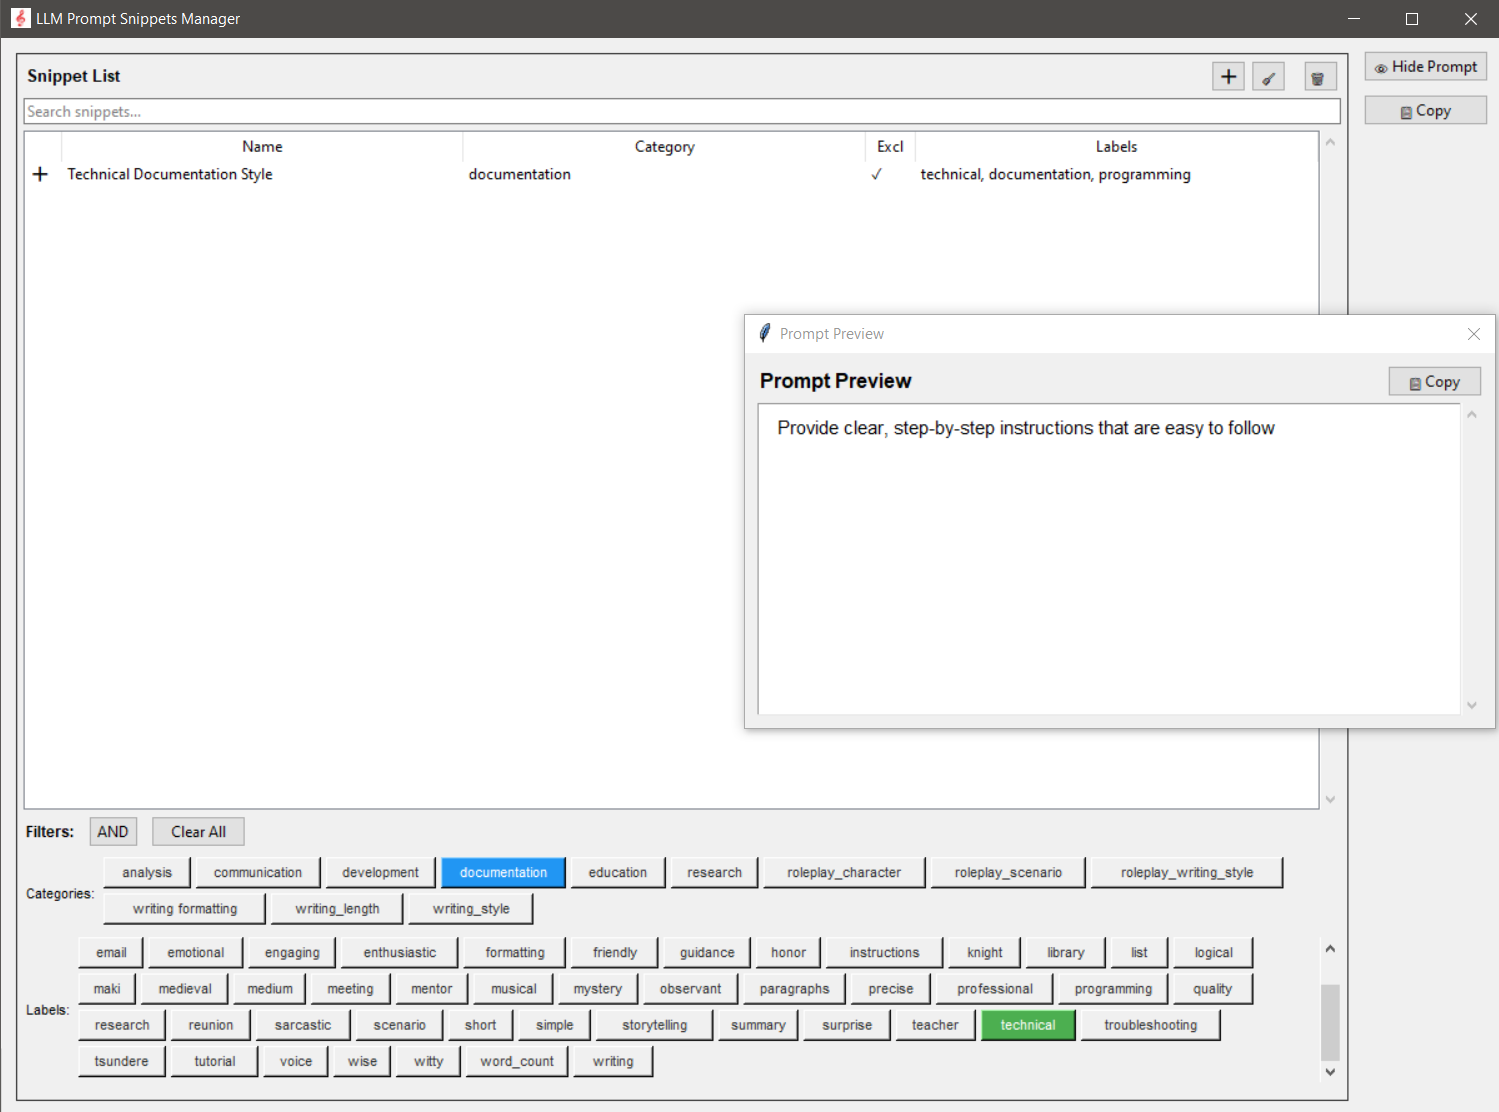 LLM Prompt Snippets Manager
Snippet List
Hide Prompt
Copy
Search snippets...
Name Category Excl Labels
Technical Documentation Style documentation ✓ technical, documentation, programming
Prompt Preview
Prompt Preview
Copy
Provide clear, step-by-step instructions that are easy to follow
Filters: AND Clear All
Categories:
analysis communication development documentation education research roleplay_character roleplay_scenario roleplay_writing_style
writing formatting writing_length writing_style
Labels:
email emotional engaging enthusiastic formatting friendly guidance honor instructions knight library list logical
maki medieval medium meeting mentor musical mystery observant paragraphs precise professional programming quality
research reunion sarcastic scenario short simple storytelling summary surprise teacher technical troubleshooting
tsundere tutorial voice wise witty word_count writing